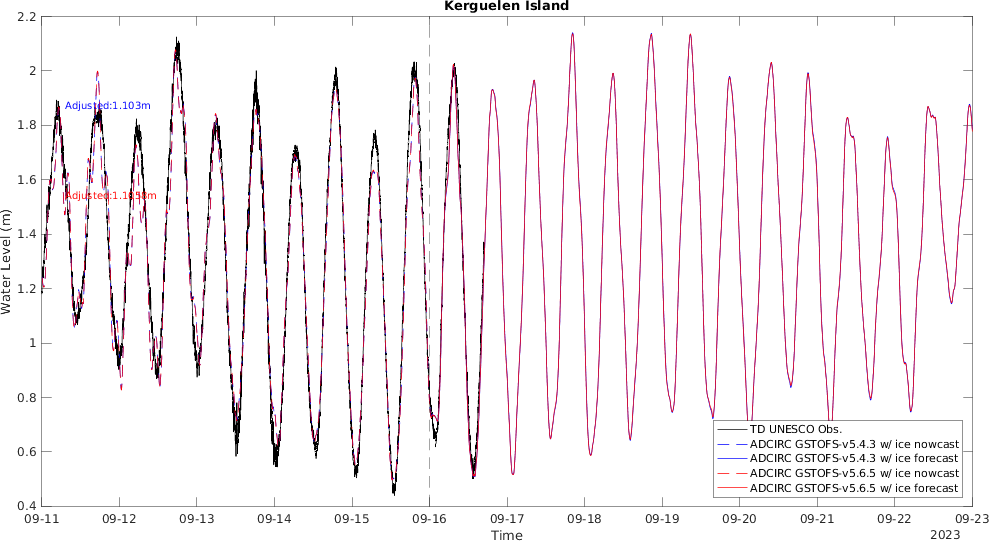 Kerguelen Island
2.2
2
1.8
1.6
1.4
1.2
1
0.8
0.6
0.4
Water Level (m)
Adjusted:1.103m
Adjusted:1.1058m
TD UNESCO Obs.
ADCIRC GSTOFS-v5.4.3 w/ ice nowcast
ADCIRC GSTOFS-v5.4.3 w/ ice forecast
ADCIRC GSTOFS-v5.6.5 w/ ice nowcast
ADCIRC GSTOFS-v5.6.5 w/ ice forecast
09-11 09-12 09-13 09-14 09-15 09-16 09-17 09-18 09-19 09-20 09-21 09-22 09-23
Time
2023